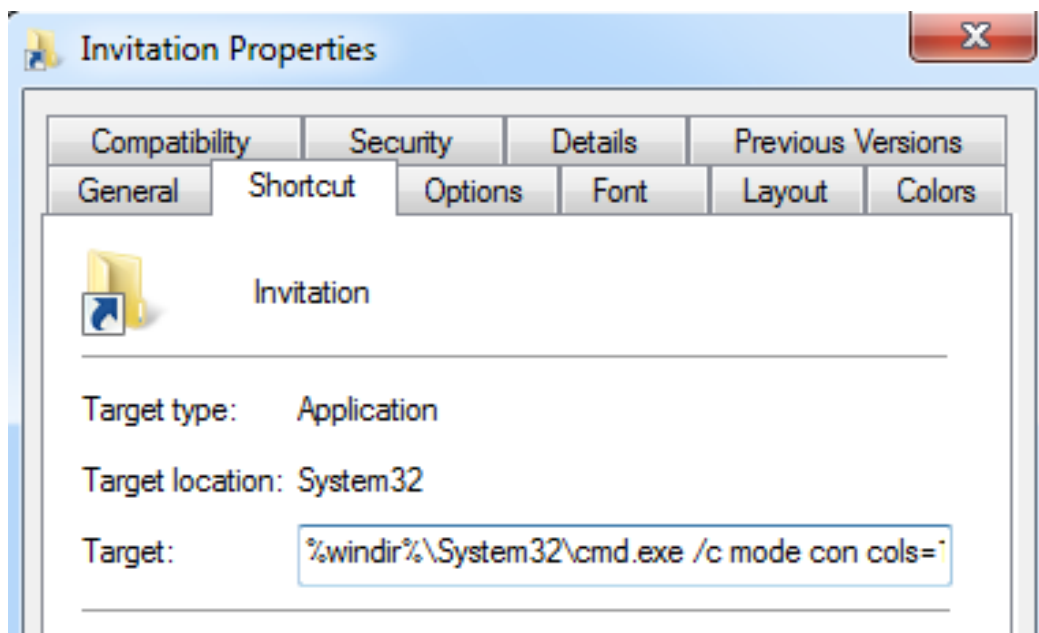 Invitation Properties
Compatibility Security Details Previous Versions
General Shortcut Options Font Layout Colors
Invitation
Target type: Application
Target location: System32
Target: %windir%\System32\cmd.exe /c mode con cols=